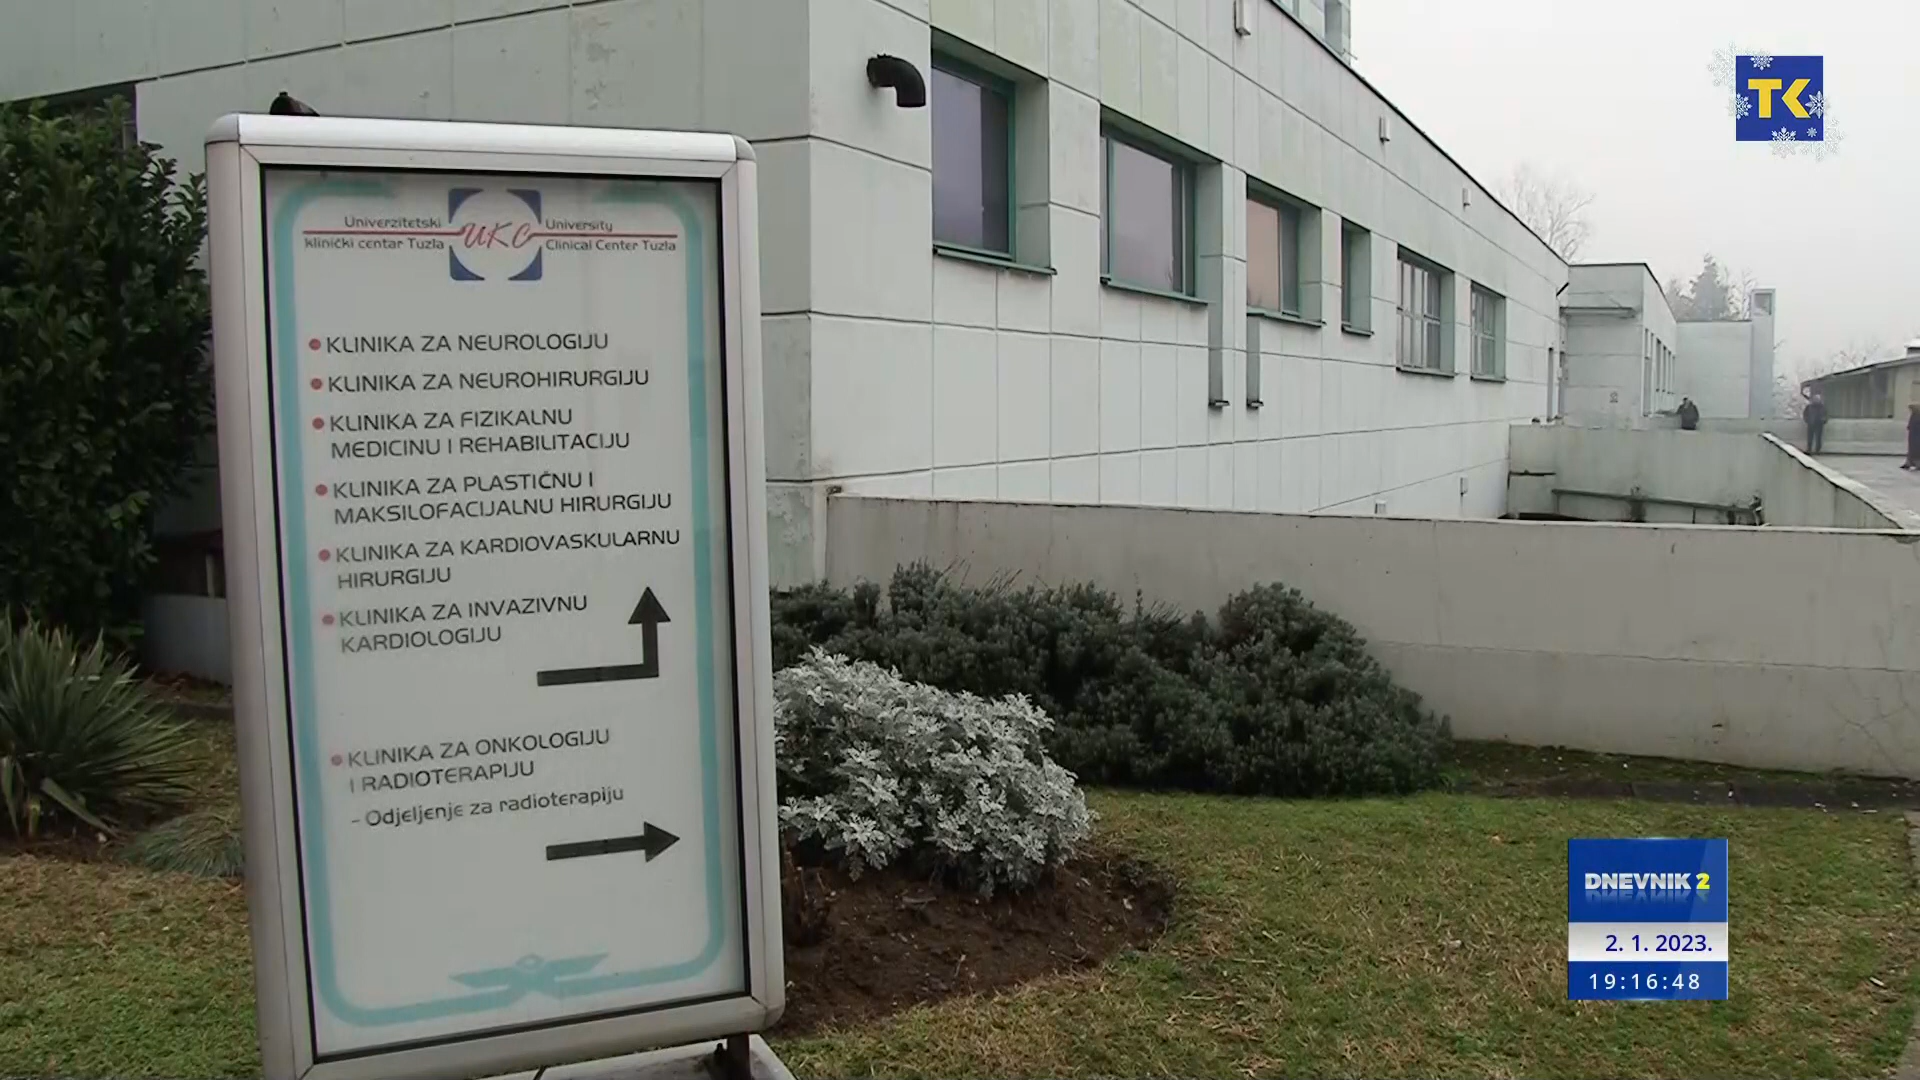 TK
Univerzitetski
klinički centar Tuzla
UKC
University
Clinical Center Tuzla
KLINIKA ZA NEUROLOGIJU
KLINIKA ZA NEUROHIRURGIJU
KLINIKA ZA FIZIKALNU
MEDICINU I REHABILITACIJU
KLINIKA ZA PLASTIČNU I
MAKSILOFACIJALNU HIRURGIJU
KLINIKA ZA KARDIOVASKULARNU
HIRURGIJU
KLINIKA ZA INVAZIVNU
KARDIOLOGIJU
KLINIKA ZA ONKOLOGIJU
I RADIOTERAPIJU
- Odjeljenje za radioterapiju
DNEVNIK 2
2. 1. 2023.
19:16:48